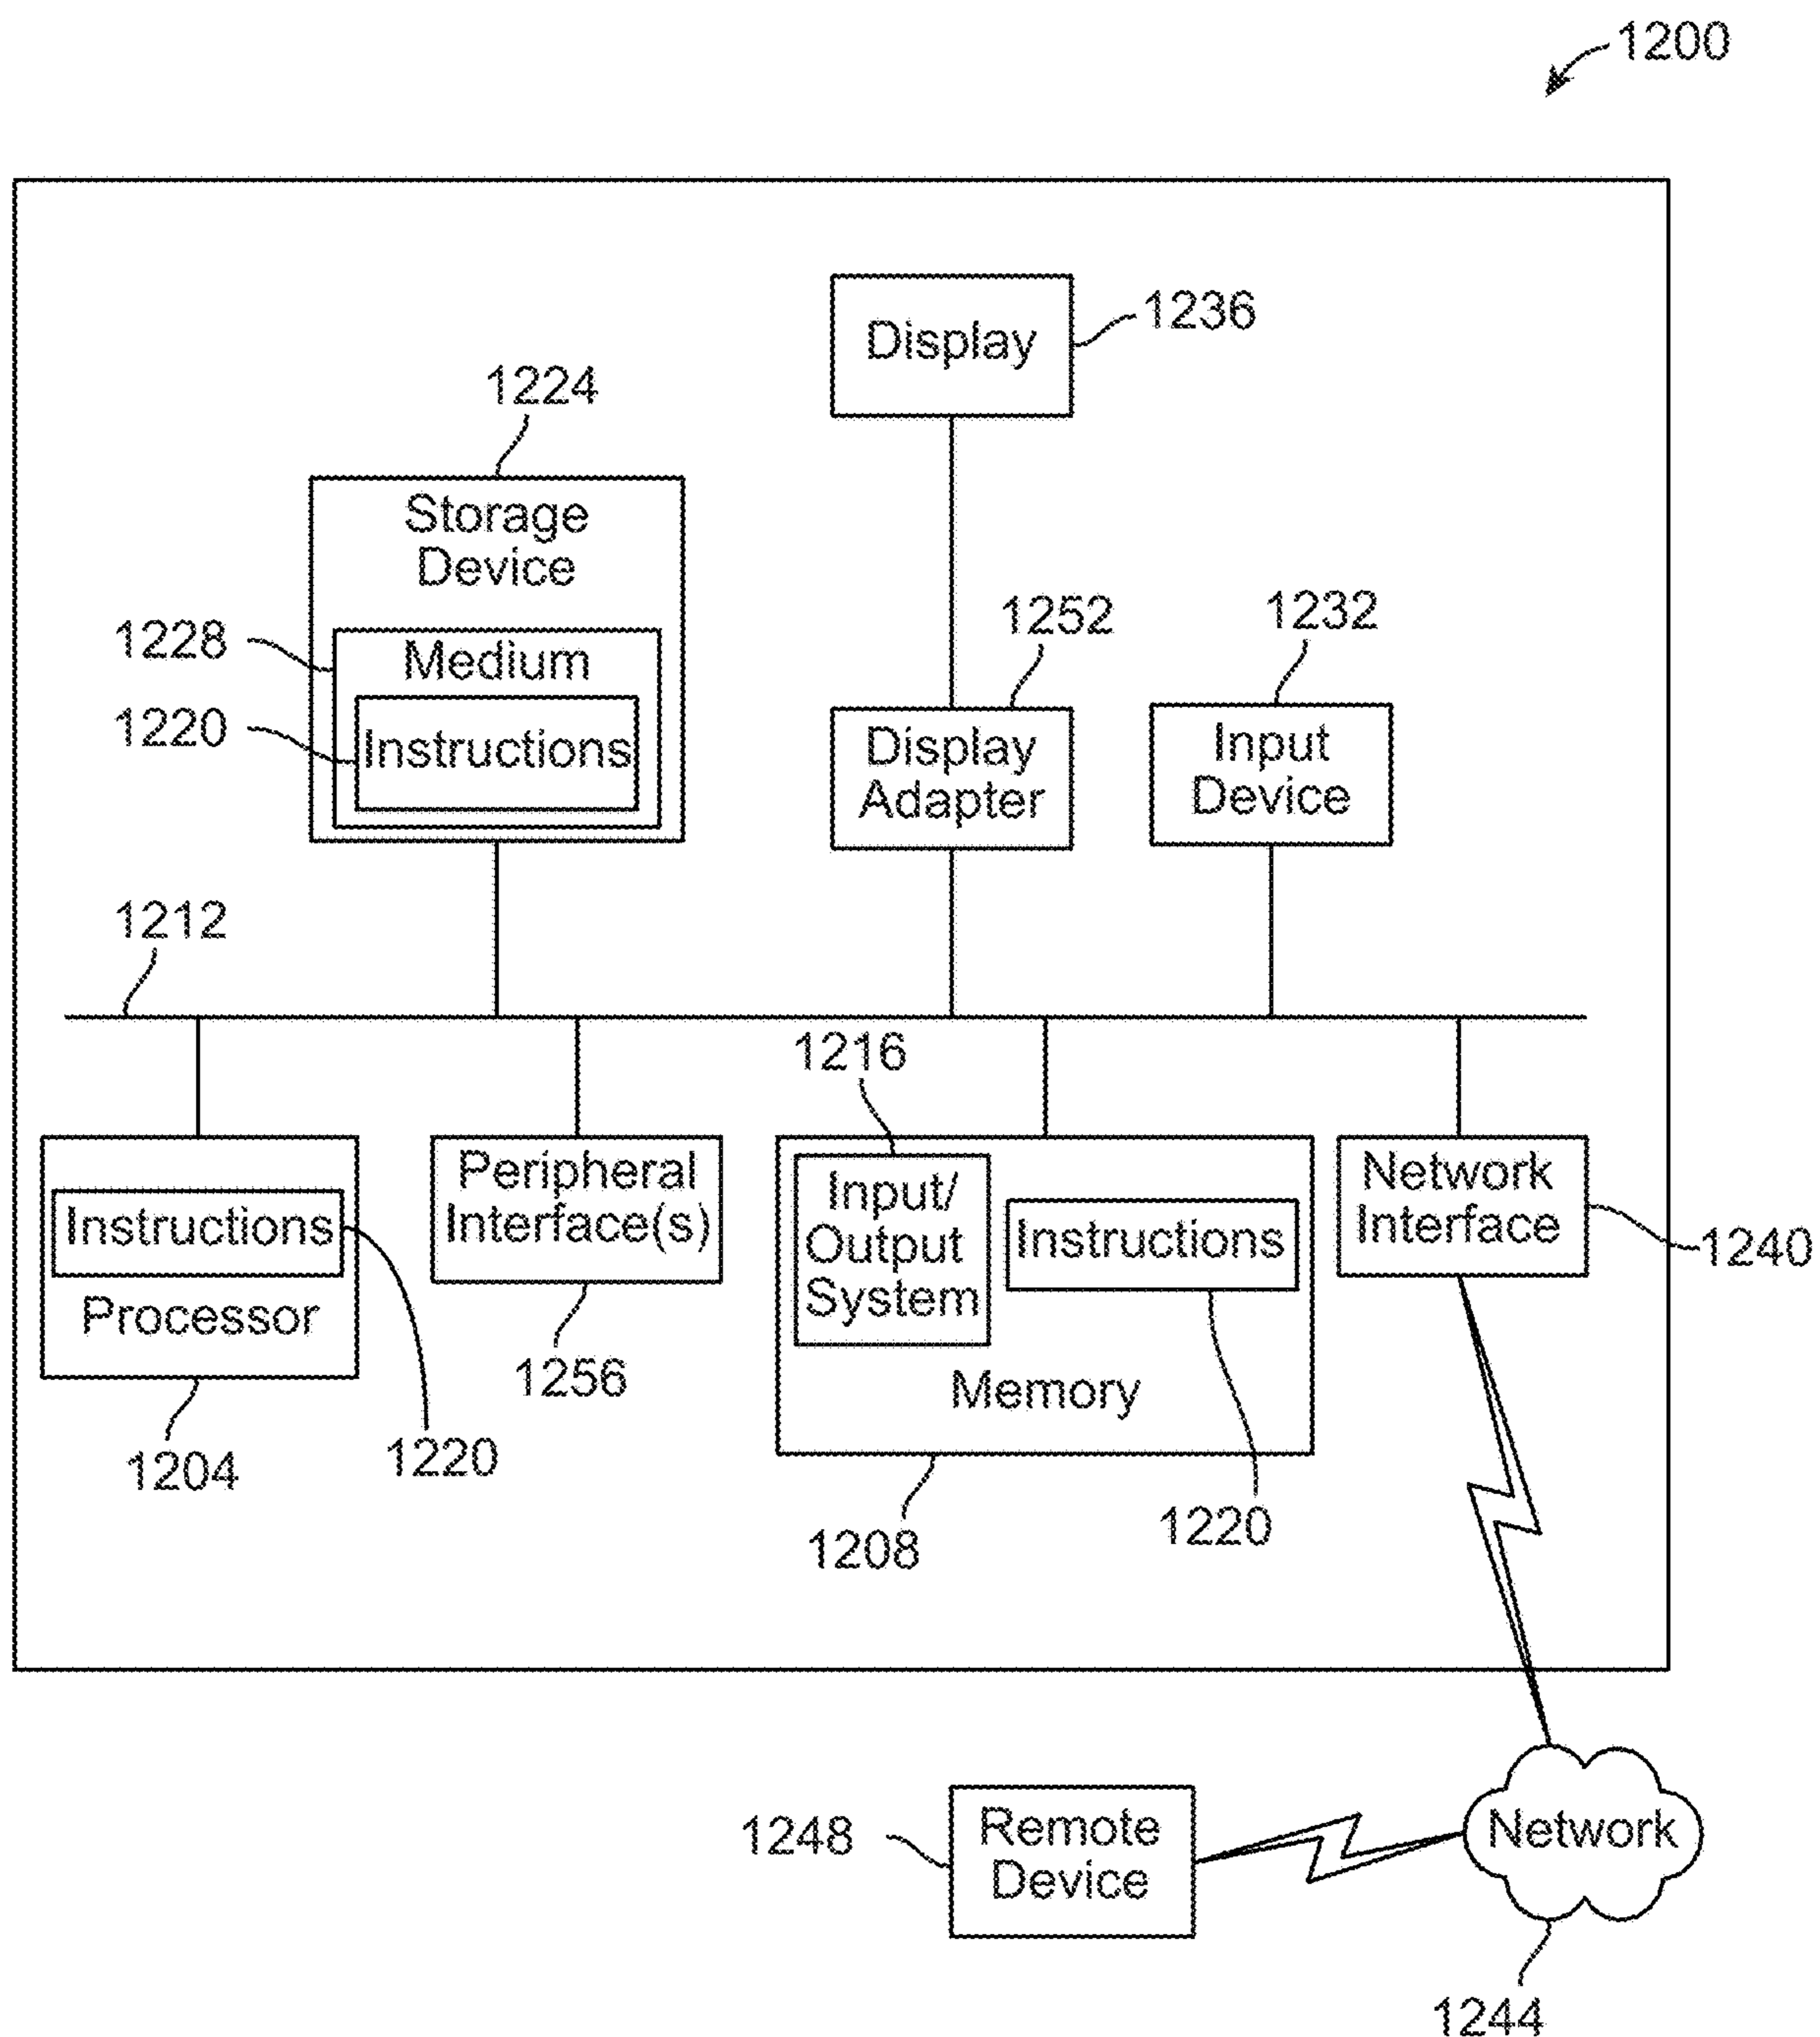 1200
Display
1236
1224
Storage
Device
1228
Medium
1220
Instructions
1252
Display
Adapter
1232
Input
Device
1212
1216
Instructions
Processor
1204
1220
Peripheral
Interface(s)
1256
Input/
Output
System
Instructions
Memory
1208
1220
Network
Interface
1240
1248
Remote
Device
Network
1244